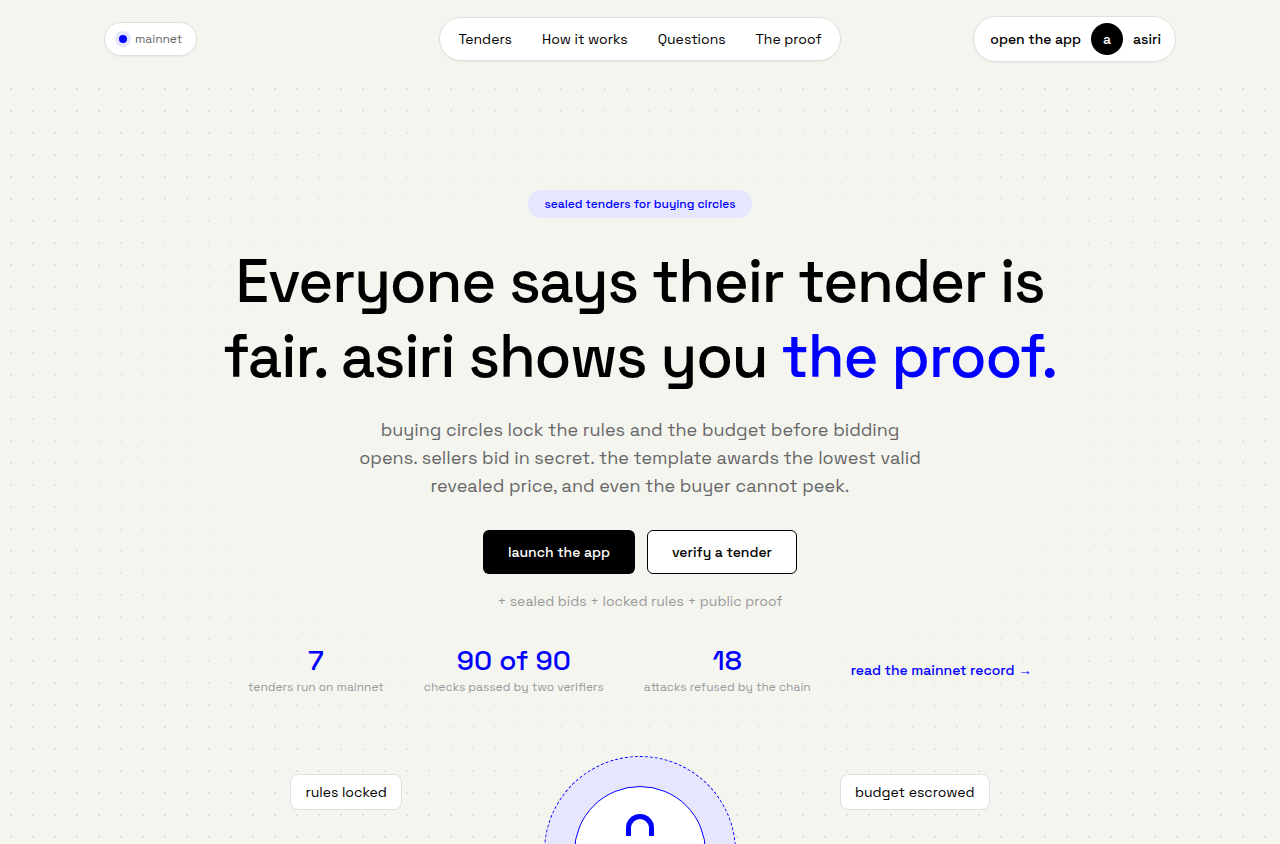 mainnet
Tenders How it works Questions The proof
open the app a asiri
sealed tenders for buying circles
Everyone says their tender is
fair. asiri shows you the proof.
buying circles lock the rules and the budget before bidding
opens. sellers bid in secret. the template awards the lowest valid
revealed price, and even the buyer cannot peek.
launch the app verify a tender
+ sealed bids + locked rules + public proof
7 90 of 90 18
tenders run on mainnet checks passed by two verifiers attacks refused by the chain
read the mainnet record →
rules locked budget escrowed